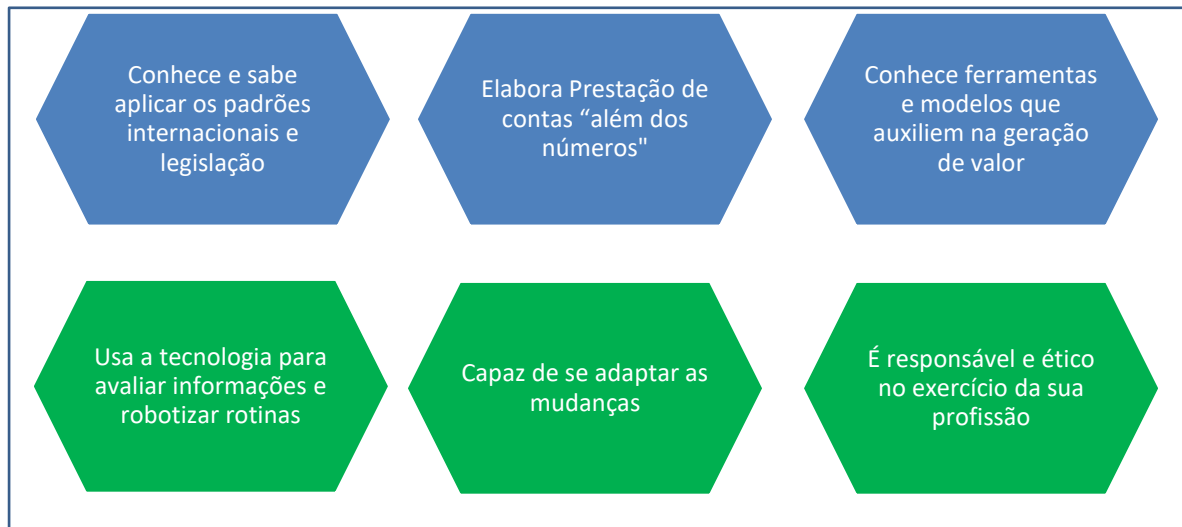 Conhece e sabe
aplicar os padrões
internacionais e
legislação
Elabora Prestação de
contas “além dos
números"
Conhece ferramentas
e modelos que
auxiliem na geração
de valor
Usa a tecnologia para
avaliar informações e
robotizar rotinas
Capaz de se adaptar as
mudanças
É responsável e ético
no exercício da sua
profissão